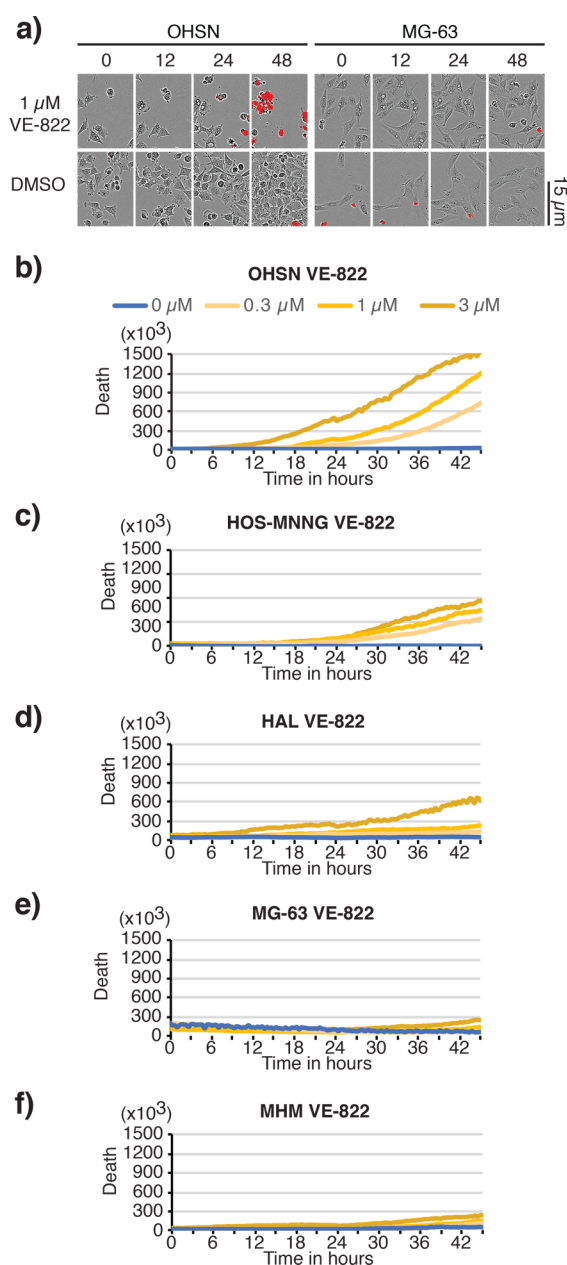 a)
OHSN MG-63
0 12 24 48 0 12 24 48
1 µM
VE-822
DMSO
15 µm
b)
OHSN VE-822
0 µM 0.3 µM 1 µM 3 µM
(x10³)
Death
1500
1200
900
600
300
0
0 6 12 18 24 30 36 42
Time in hours
c)
HOS-MNNG VE-822
(x10³)
Death
1500
1200
900
600
300
0
0 6 12 18 24 30 36 42
Time in hours
d)
HAL VE-822
(x10³)
Death
1500
1200
900
600
300
0
0 6 12 18 24 30 36 42
Time in hours
e)
MG-63 VE-822
(x10³)
Death
1500
1200
900
600
300
0
0 6 12 18 24 30 36 42
Time in hours
f)
MHM VE-822
(x10³)
Death
1500
1200
900
600
300
0
0 6 12 18 24 30 36 42
Time in hours